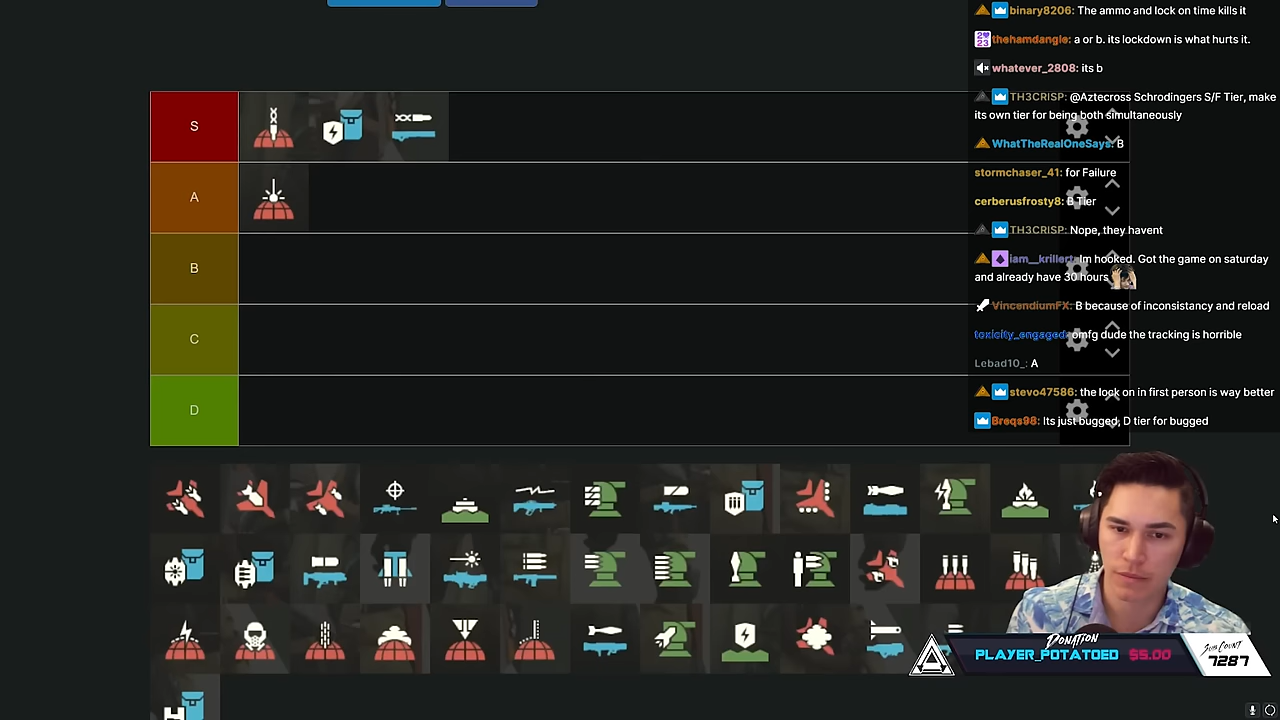 binary8206: The ammo and lock on time kills it
thehamdangle: a or b. its lockdown is what hurts it.
whatever_2808: its b
TH3CRISP: @Aztecross Schrodingers S/F Tier, make
its own tier for being both simultaneously
WhatTheRealOneSays: B
stormchaser_41: for Failure
cerberusfrosty8: B Tier
TH3CRISP: Nope, they havent
iam__krillert: Im hooked. Got the game on saturday
and already have 30 hours
VincendiumFX: B because of inconsistancy and reload
toxicity_engaged: omfg dude the tracking is horrible
Lebad10_: A
stevo47586: the lock on in first person is way better
Breqs98: Its just bugged, D tier for bugged
S
A
B
C
D
DONATION
PLAYER_POTATOED $5.00
SUB COUNT
7287